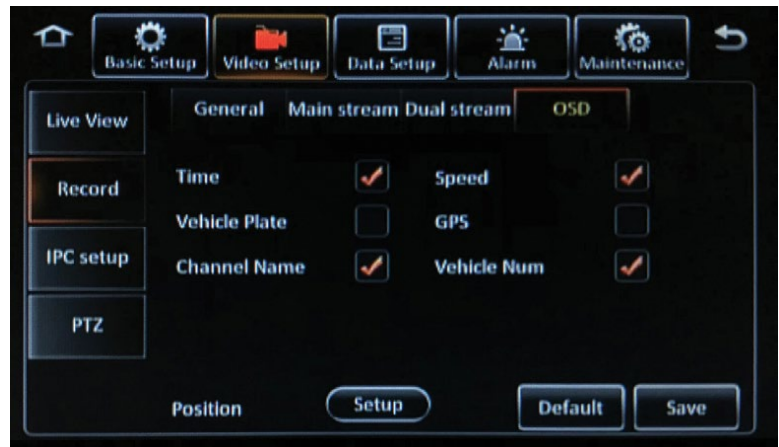 Basic Setup Video Setup Data Setup Alarm Maintenance
General Main stream Dual stream OSD
Live View
Time Speed
Record
Vehicle Plate GPS
IPC setup
Channel Name Vehicle Num
PTZ
Position Setup Default Save